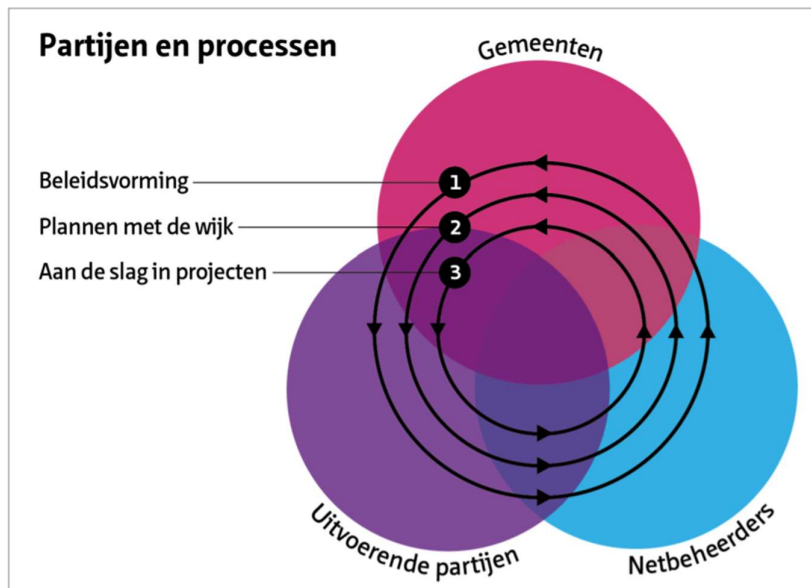 Partijen en processen
Gemeenten
Beleidsvorming
1
Plannen met de wijk
2
Aan de slag in projecten
3
Uitvoerende partijen
Netbeheerders